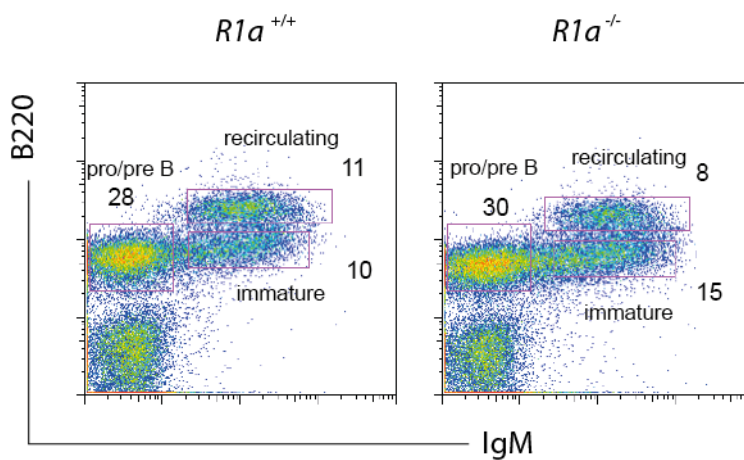 R1a +/+
R1a -/-
B220
recirculating
11
pro/pre B
28
10
immature
recirculating
8
pro/pre B
30
15
immature
IgM